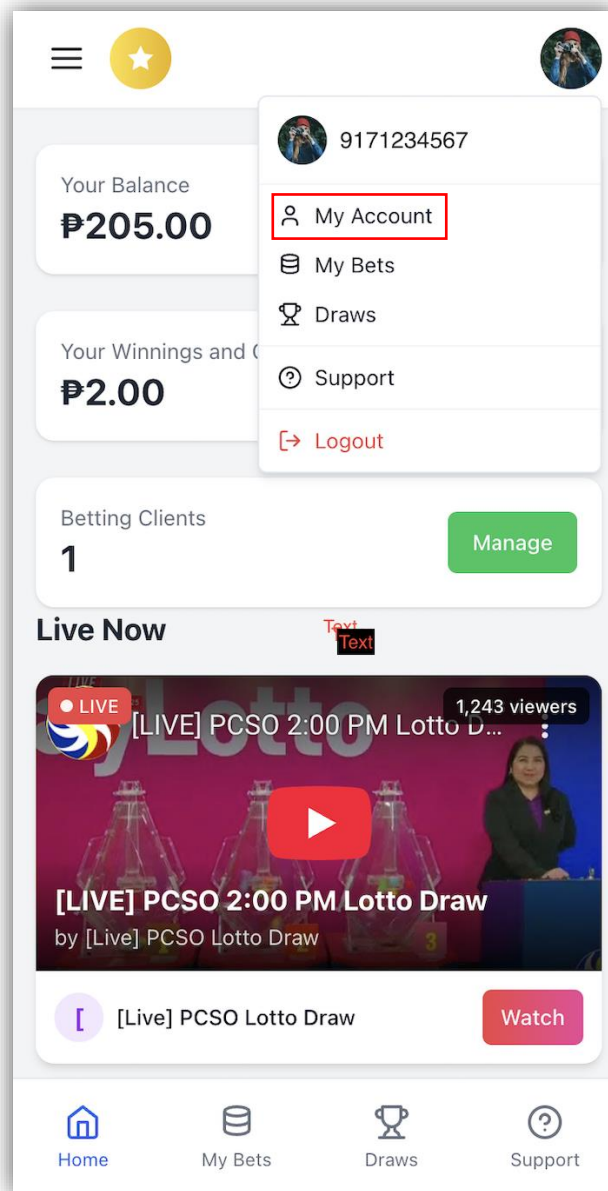 9171234567
Your Balance
₱205.00
My Account
My Bets
Draws
Your Winnings and
₱2.00
Support
Logout
Betting Clients
1
Manage
Live Now
Text
Text
LIVE
[LIVE] PCSO 2:00 PM Lotto D...
1,243 viewers
ayLotto
[LIVE] PCSO 2:00 PM Lotto Draw
by [Live] PCSO Lotto Draw
3
[
[Live] PCSO Lotto Draw
Watch
Home
My Bets
Draws
Support